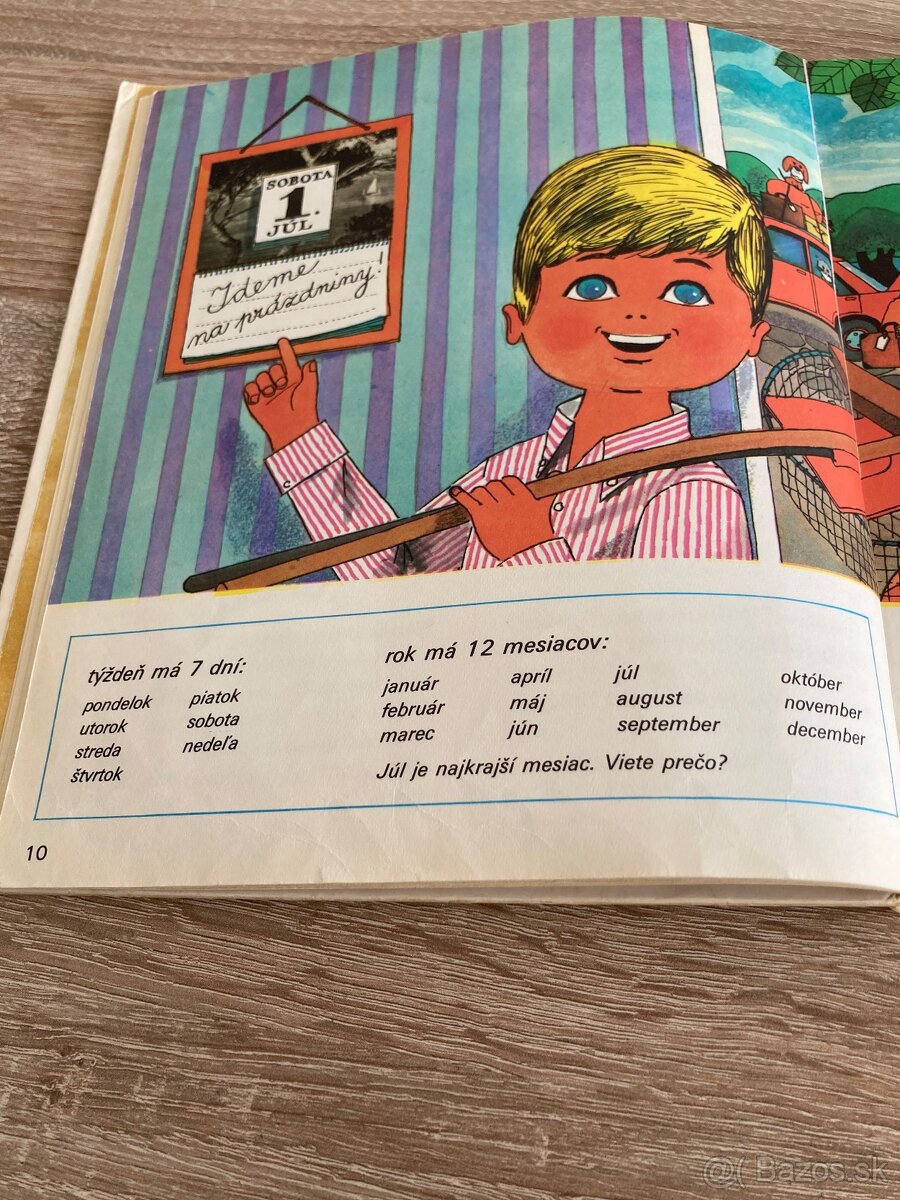 SOBOTA
1.
JÚL
Ideme
na prázdniny!
týždeň má 7 dní:
pondelok piatok
utorok sobota
streda nedeľa
štvrtok
rok má 12 mesiacov:
január apríl júl október
február máj august november
marec jún september december
Júl je najkrajší mesiac. Viete prečo?
10
@( Bazos.sk